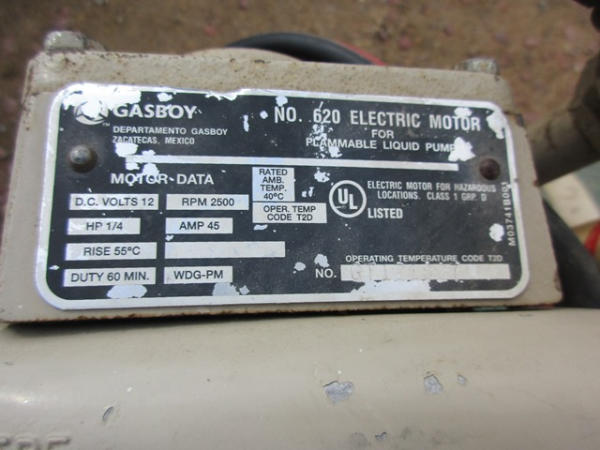 GASBOY
DEPARTAMENTO GASBOY
ZACATECAS, MEXICO
NO. 620 ELECTRIC MOTOR
FOR
FLAMMABLE LIQUID PUMP
MOTOR DATA
D.C. VOLTS 12
RPM 2500
HP 1/4
AMP 45
RISE 55°C
DUTY 60 MIN.
WDG-PM
RATED
AMB.
TEMP.
40°C
OPER. TEMP
CODE T2D
UL
LISTED
ELECTRIC MOTOR FOR HAZARDOUS
LOCATIONS. CLASS 1 GRP. D
OPERATING TEMPERATURE CODE T2D
NO.
M03741B001